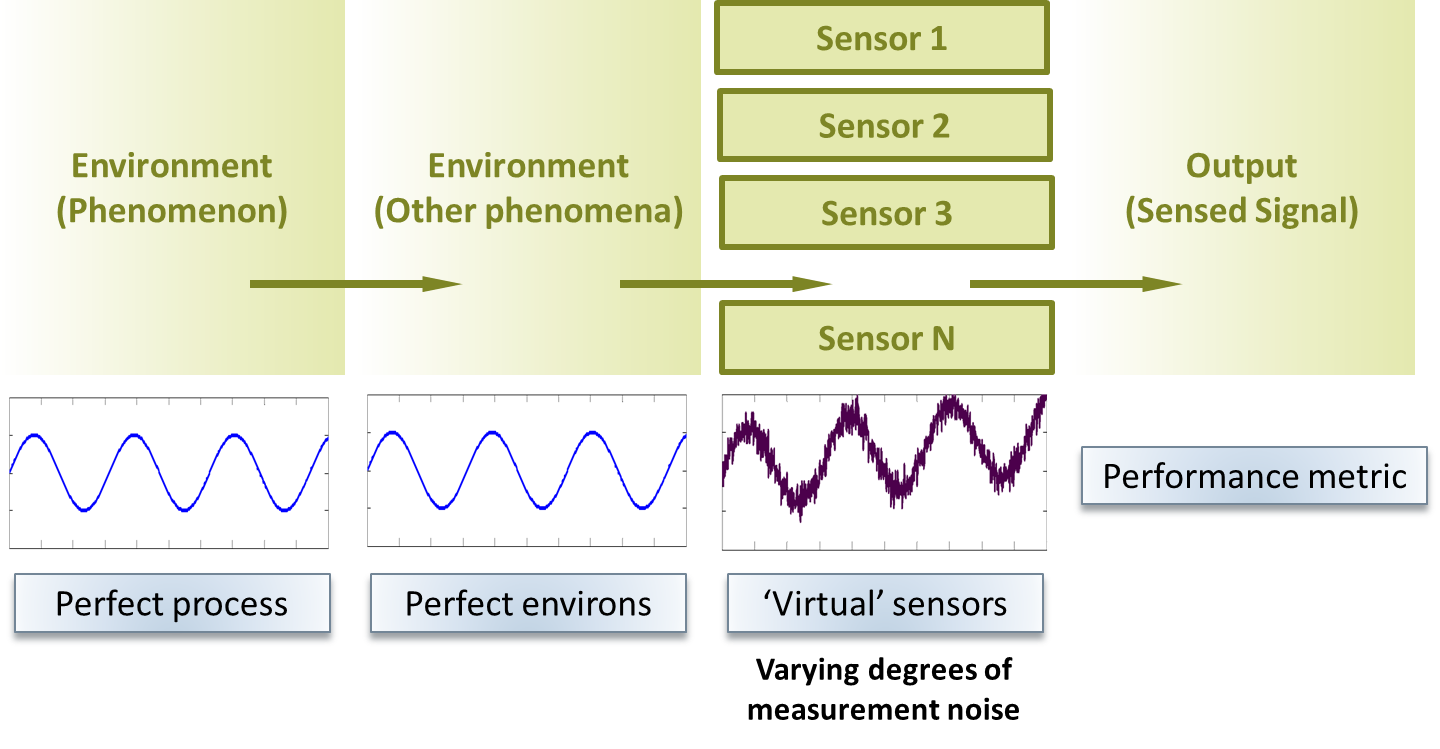 Environment
(Phenomenon)
Environment
(Other phenomena)
Sensor 1
Sensor 2
Sensor 3
Sensor N
Output
(Sensed Signal)
Perfect process
Perfect environs
‘Virtual’ sensors
Varying degrees of
measurement noise
Performance metric